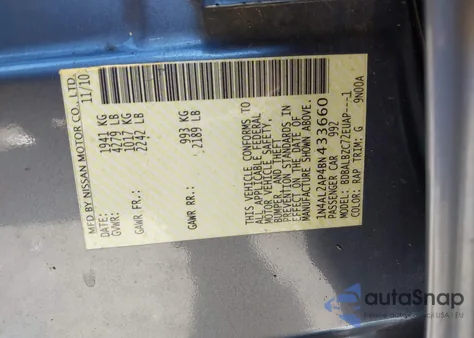 MFD BY NISSAN MOTOR CO., LTD.
DATE: 11/10
GVWR: 1941 KG
4279 LB
GAWR FR.: 1017 KG
2242 LB
GAWR RR.: 993 KG
2189 LB
THIS VEHICLE CONFORMS TO
ALL APPLICABLE FEDERAL
MOTOR VEHICLE SAFETY,
BUMPER, AND THEFT
PREVENTION STANDARDS
IN EFFECT ON THE DATE OF
MANUFACTURE SHOWN ABOVE.
1N4AL2AP4BN433660
PASSENGER CAR 992
MODEL: BDBALBZC72EUAP---1
COLOR: RAP TRIM: G 9N00A
autoSnap